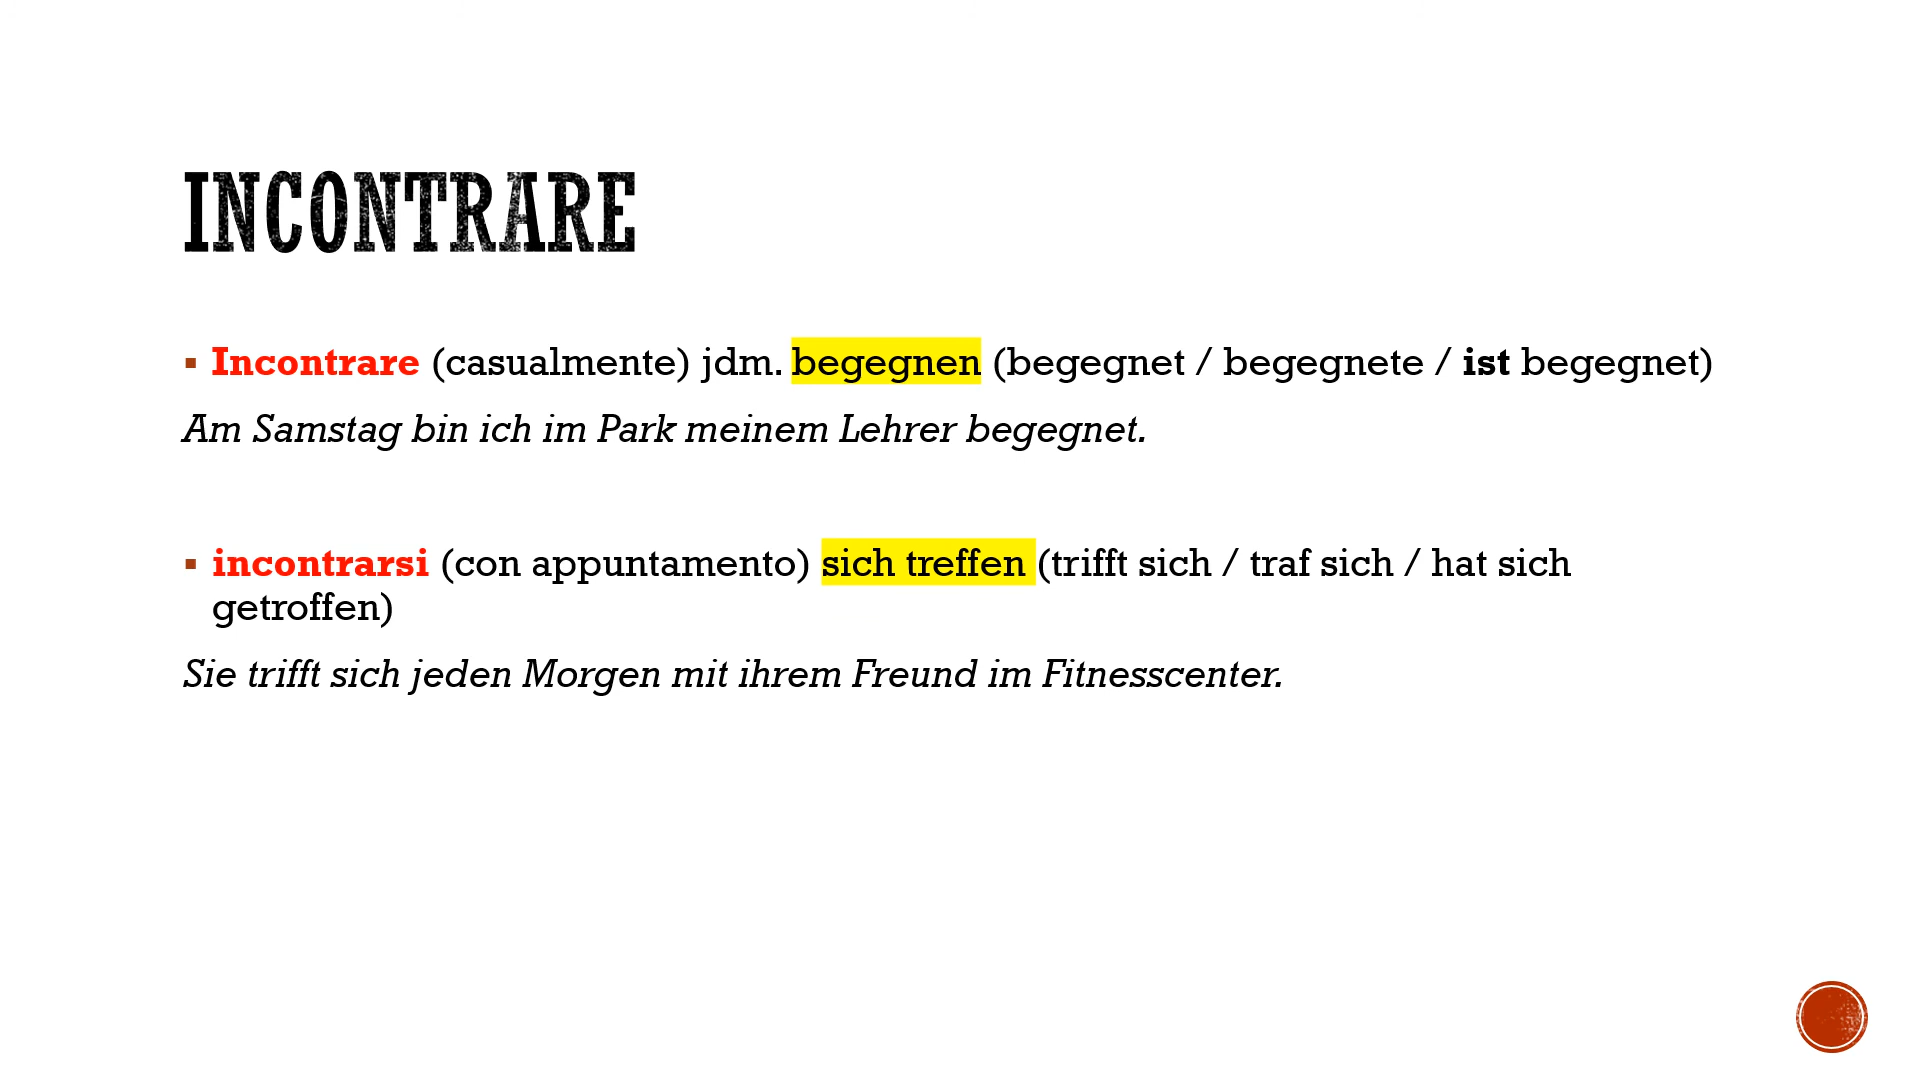 INCONTRARE
▪ Incontrare (casualmente) jdm. begegnen (begegnet / begegnete / ist begegnet)
Am Samstag bin ich im Park meinem Lehrer begegnet.
▪ incontrarsi (con appuntamento) sich treffen (trifft sich / traf sich / hat sich
getroffen)
Sie trifft sich jeden Morgen mit ihrem Freund im Fitnesscenter.